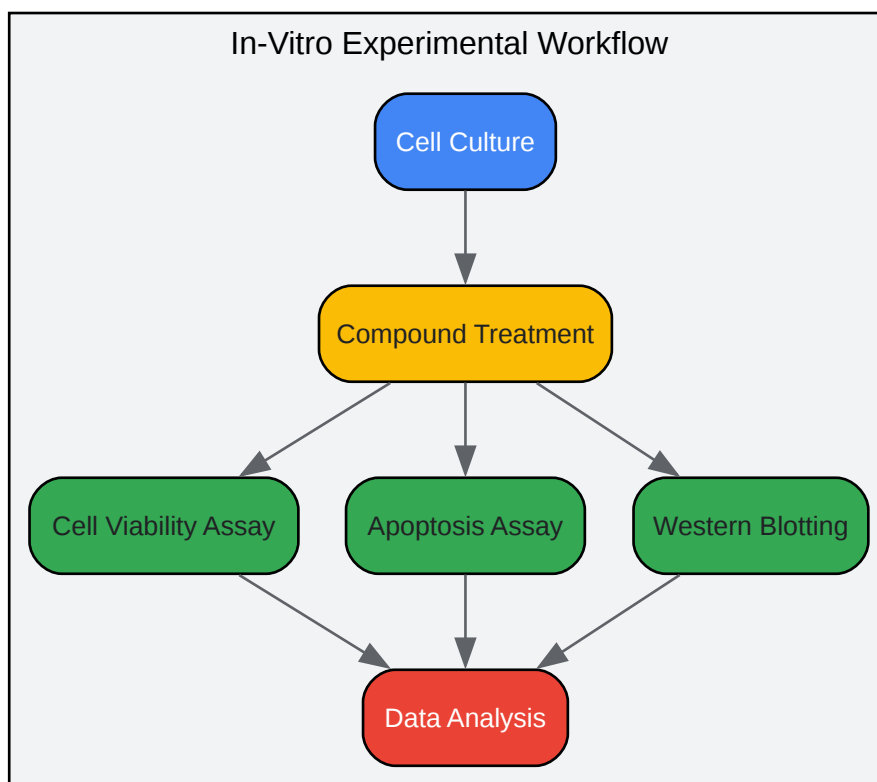 In-Vitro Experimental Workflow
Cell Culture
Compound Treatment
Cell Viability Assay
Apoptosis Assay
Western Blotting
Data Analysis